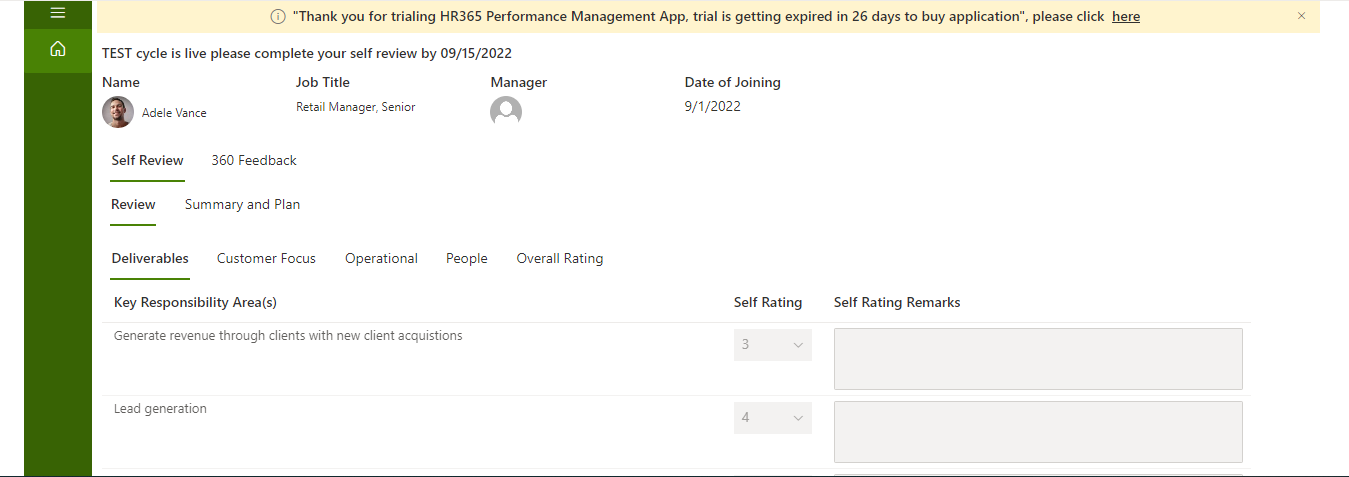 "Thank you for trialing HR365 Performance Management App, trial is getting expired in 26 days to buy application", please click here
TEST cycle is live please complete your self review by 09/15/2022
Name Job Title Manager Date of Joining
Adele Vance Retail Manager, Senior 9/1/2022
Self Review 360 Feedback
Review Summary and Plan
Deliverables Customer Focus Operational People Overall Rating
Key Responsibility Area(s) Self Rating Self Rating Remarks
Generate revenue through clients with new client acquistions 3
Lead generation 4